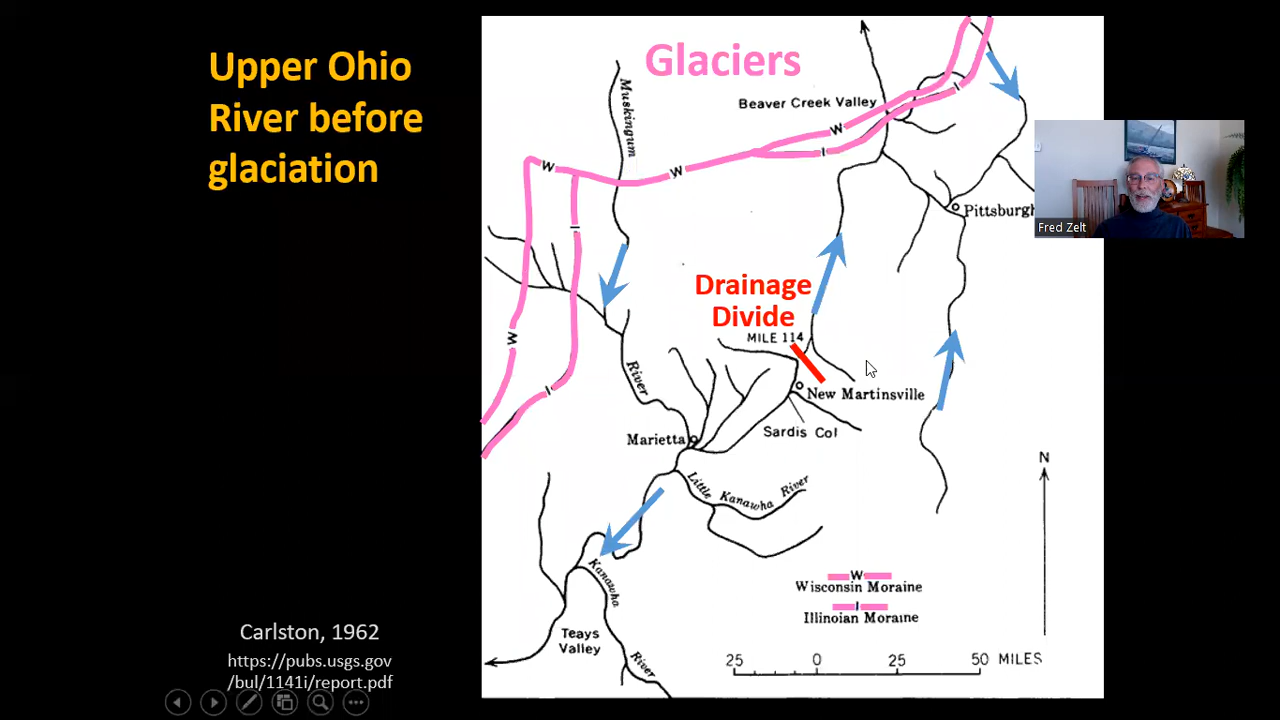 Upper Ohio
River before
glaciation
Glaciers
Muskingum
Beaver Creek Valley
W
I
W
W
I
Pittsburgh
Fred Zelt
Drainage
Divide
MILE 114
W
I
River
New Martinsville
Sardis Col
Marietta
N
Little Kanawha River
W
Wisconsin Moraine
I
Illinoian Moraine
Kanawha
River
Teays
Valley
25 0 25 50 MILES
Carlston, 1962
https://pubs.usgs.gov
/bul/1141i/report.pdf